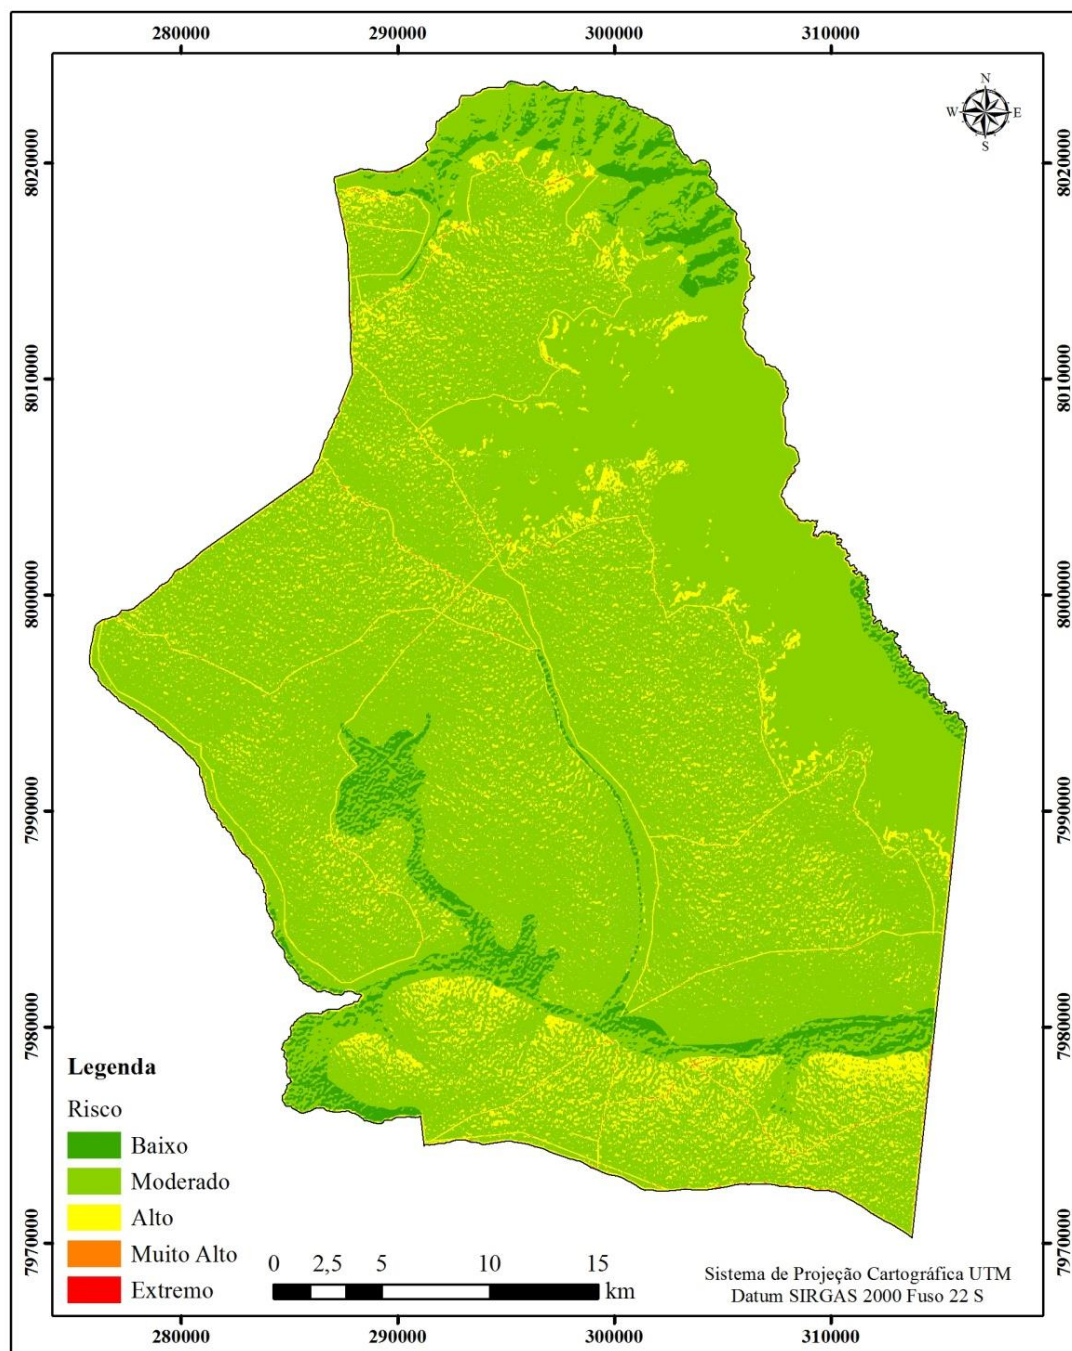 280000 290000 300000 310000
N
W E
S
8020000 8020000
8010000 8010000
8000000 8000000
7990000 7990000
7980000 7980000
7970000 7970000
Legenda
Risco
Baixo
Moderado
Alto
Muito Alto
Extremo
0 2,5 5 10 15
km
Sistema de Projeção Cartográfica UTM
Datum SIRGAS 2000 Fuso 22 S
280000 290000 300000 310000